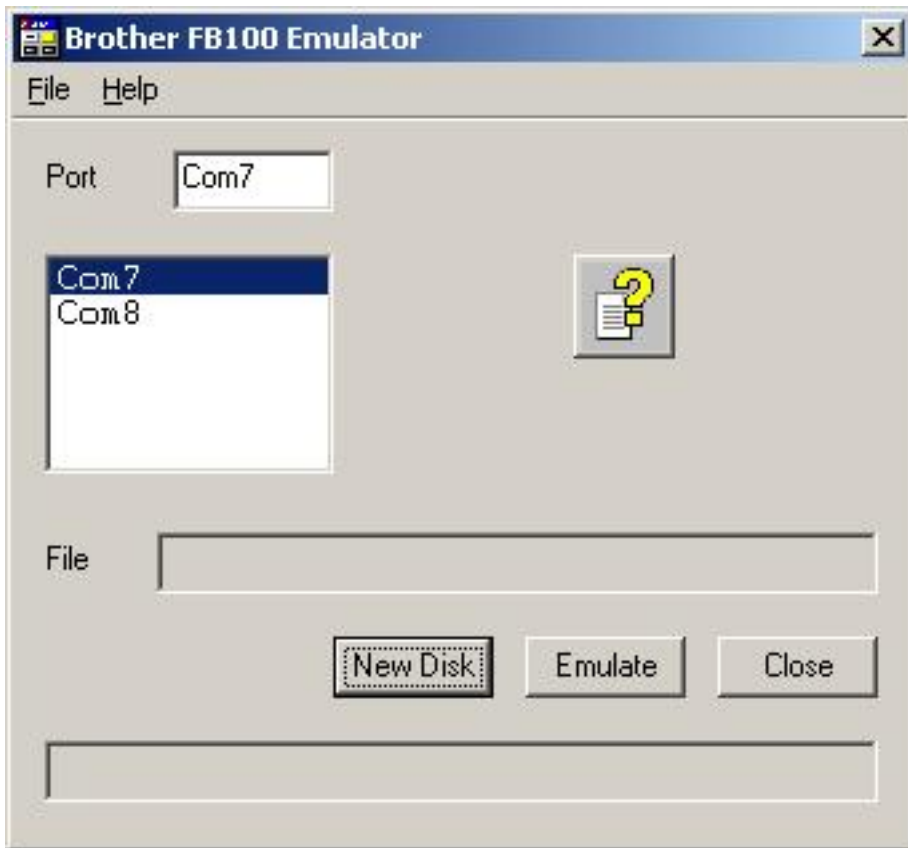 Brother FB100 Emulator
File Help
Port Com7
Com7
Com8
File
New Disk Emulate Close